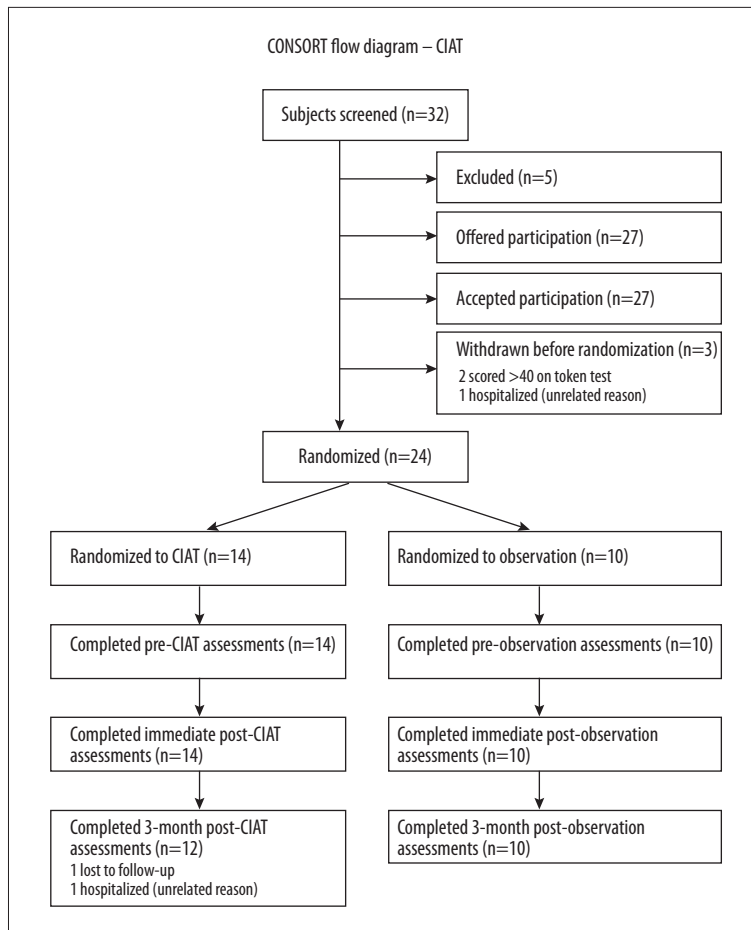 CONSORT flow diagram – CIAT
Subjects screened (n=32)
Excluded (n=5)
Offered participation (n=27)
Accepted participation (n=27)
Withdrawn before randomization (n=3)
2 scored >40 on token test
1 hospitalized (unrelated reason)
Randomized (n=24)
Randomized to CIAT (n=14)
Randomized to observation (n=10)
Completed pre-CIAT assessments (n=14)
Completed pre-observation assessments (n=10)
Completed immediate post-CIAT
assessments (n=14)
Completed immediate post-observation
assessments (n=10)
Completed 3-month post-CIAT
assessments (n=12)
1 lost to follow-up
1 hospitalized (unrelated reason)
Completed 3-month post-observation
assessments (n=10)